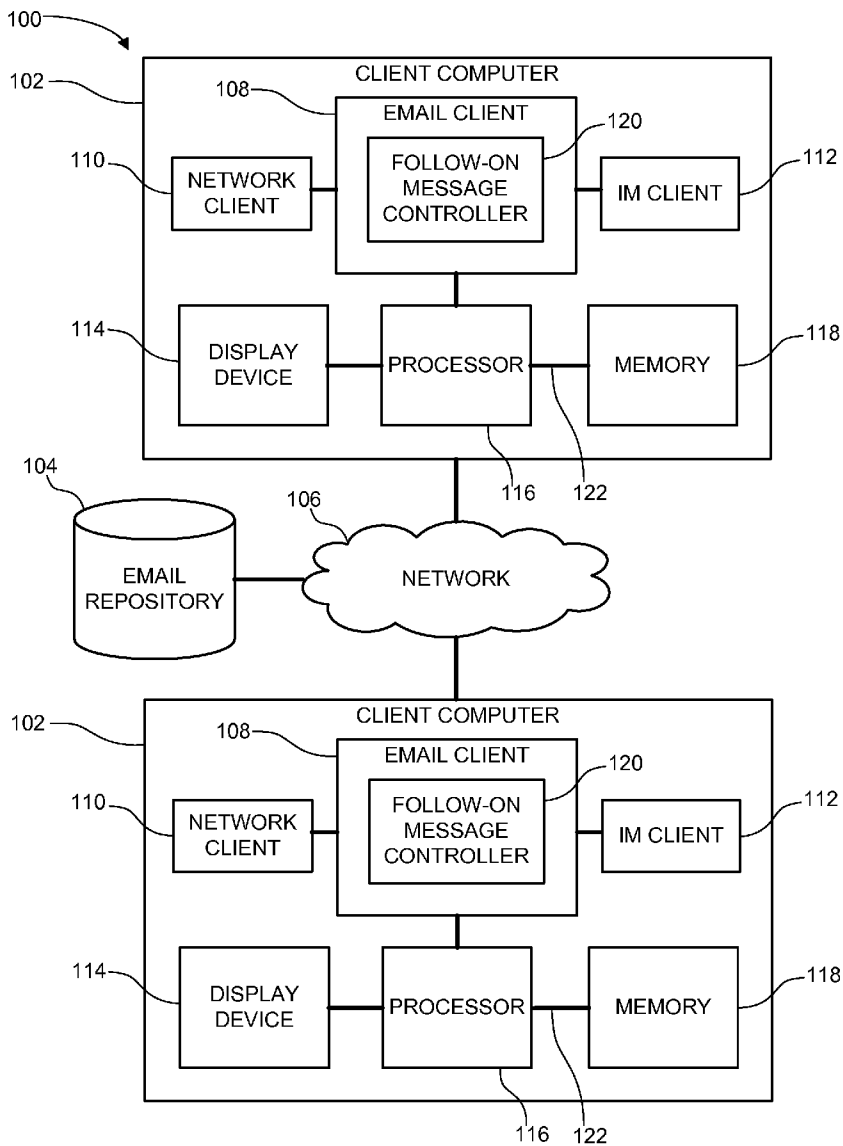 100
102
CLIENT COMPUTER
108
EMAIL CLIENT
120
110
FOLLOW-ON
MESSAGE
CONTROLLER
112
NETWORK
CLIENT
IM CLIENT
114
DISPLAY
DEVICE
PROCESSOR
MEMORY
118
104
106
116
122
EMAIL
REPOSITORY
NETWORK
102
CLIENT COMPUTER
108
EMAIL CLIENT
120
110
FOLLOW-ON
MESSAGE
CONTROLLER
112
NETWORK
CLIENT
IM CLIENT
114
DISPLAY
DEVICE
PROCESSOR
MEMORY
118
116
122